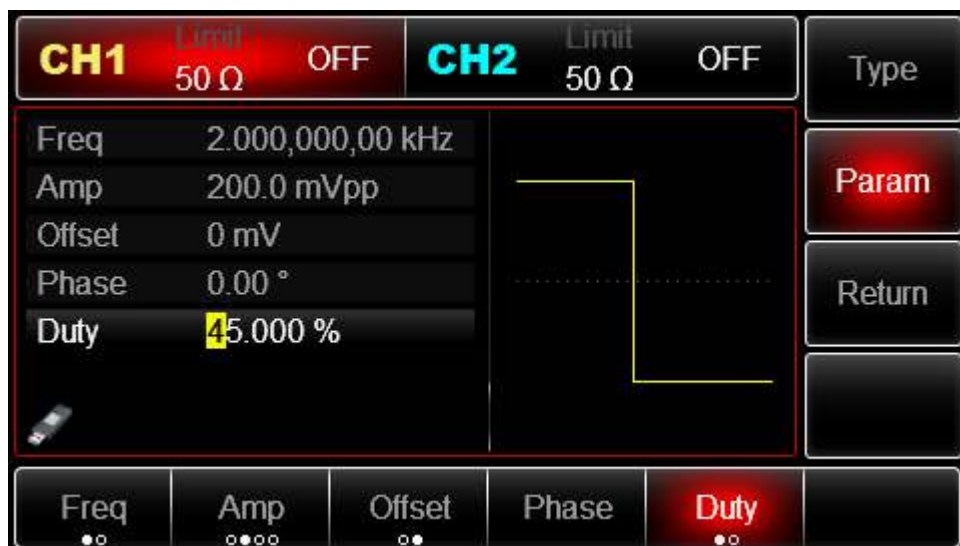 CH1 Limit 50 Ω OFF CH2 Limit 50 Ω OFF
Type
Freq 2.000,000,00 kHz
Amp 200.0 mVpp
Offset 0 mV
Phase 0.00 °
Duty 45.000 %
Param
Return
Freq Amp Offset Phase Duty